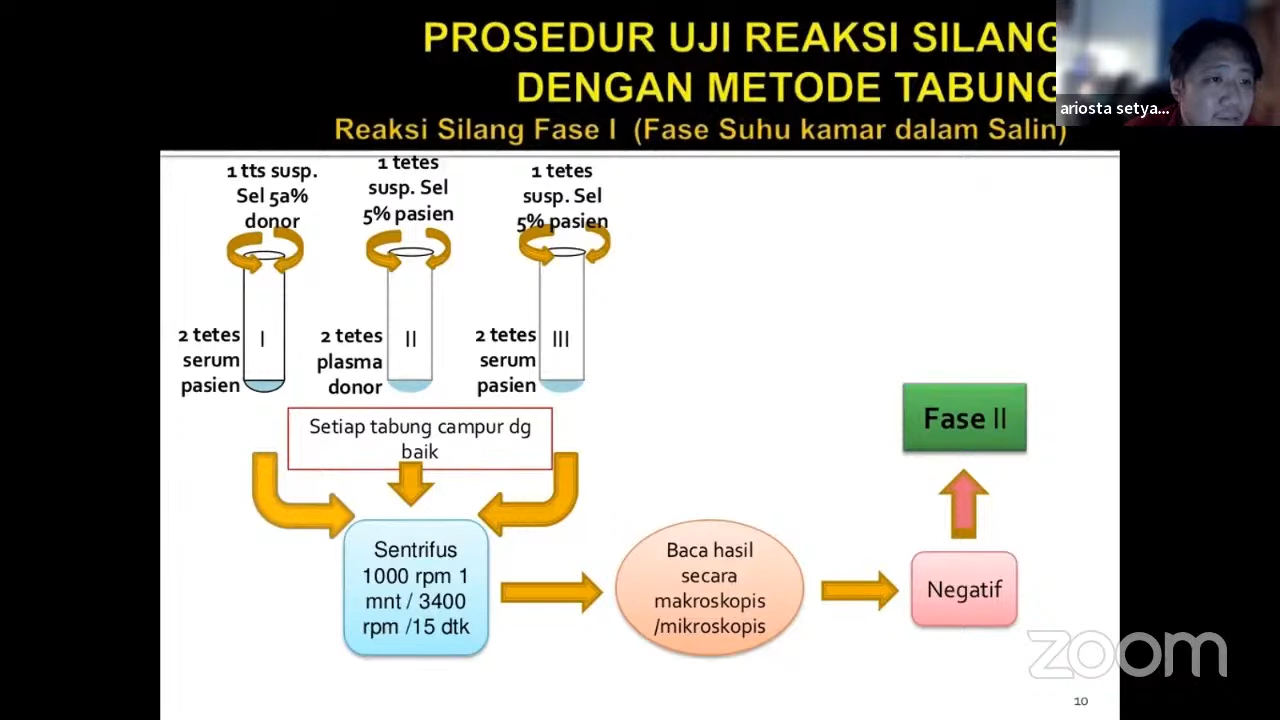 PROSEDUR UJI REAKSI SILANG
DENGAN METODE TABUNG
Reaksi Silang Fase I (Fase Suhu kamar dalam Salin)
ariosta setya...
1 tts susp.
Sel 5a%
donor
1 tetes
susp. Sel
5% pasien
1 tetes
susp. Sel
5% pasien
2 tetes
serum
pasien
I
2 tetes
plasma
donor
II
2 tetes
serum
pasien
III
Setiap tabung campur dg
baik
Sentrifus
1000 rpm 1
mnt / 3400
rpm /15 dtk
Baca hasil
secara
makroskopis
/mikroskopis
Negatif
Fase II
zoom
10